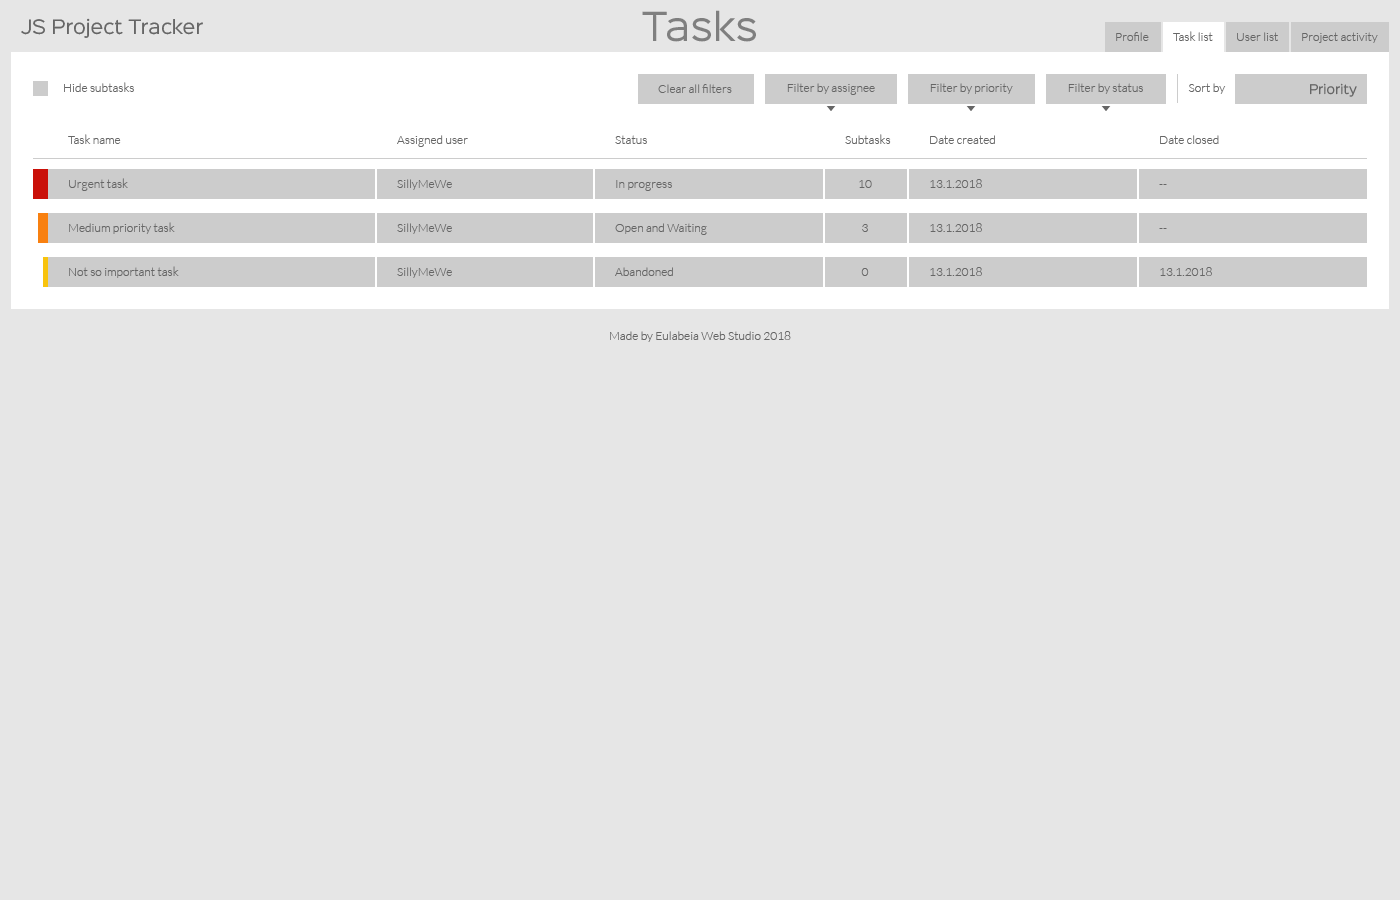 JS Project Tracker
Tasks
Profile Task list User list Project activity
Hide subtasks Clear all filters Filter by assignee Filter by priority Filter by status Sort by Priority
Task name Assigned user Status Subtasks Date created Date closed
Urgent task SillyMeWe In progress 10 13.1.2018 --
Medium priority task SillyMeWe Open and Waiting 3 13.1.2018 --
Not so important task SillyMeWe Abandoned 0 13.1.2018 13.1.2018
Made by Eulabeia Web Studio 2018